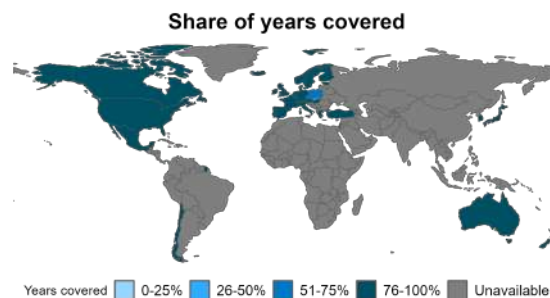 Share of years covered
Years covered 0-25% 26-50% 51-75% 76-100% Unavailable